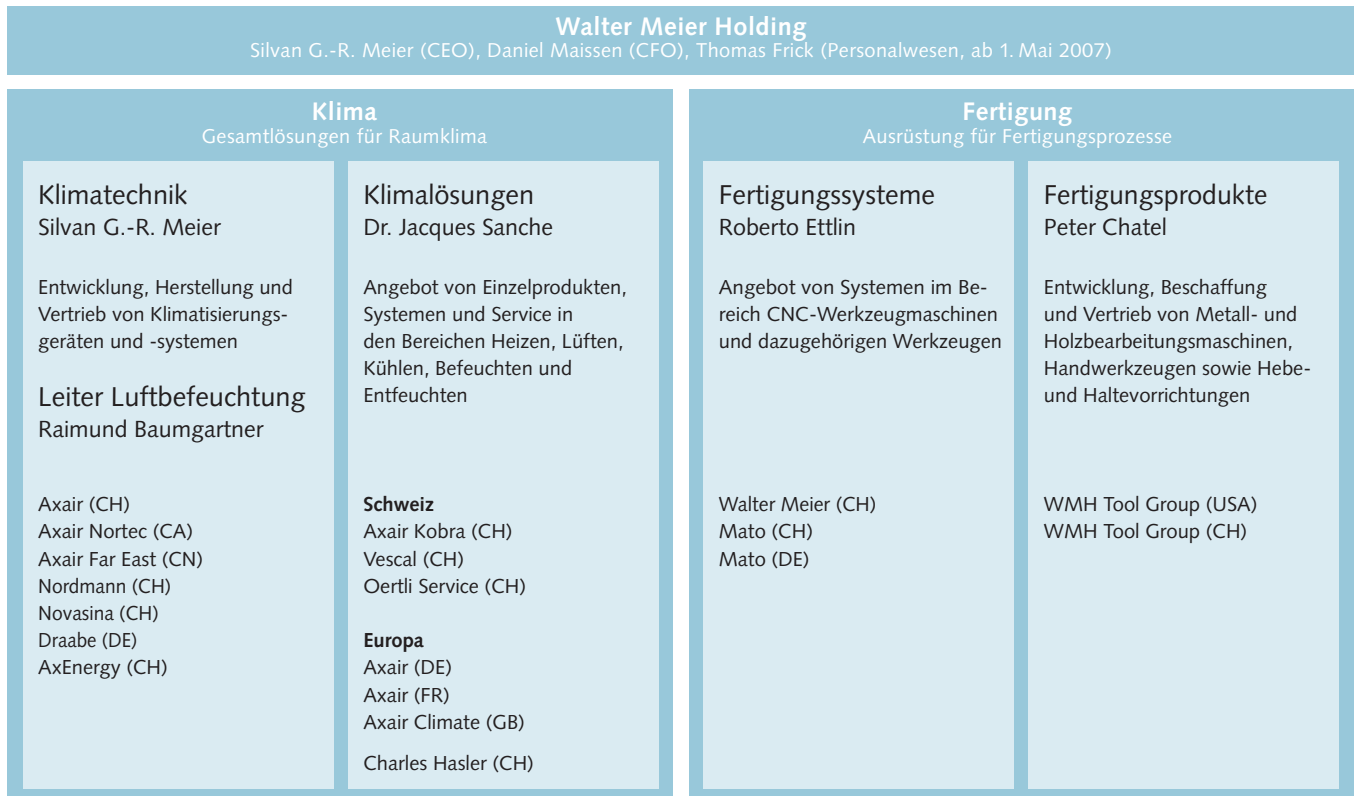 Walter Meier Holding
Silvan G.-R. Meier (CEO), Daniel Maissen (CFO), Thomas Frick (Personalwesen, ab 1. Mai 2007)
Klima
Gesamtlösungen für Raumklima
Klimatechnik
Silvan G.-R. Meier
Entwicklung, Herstellung und
Vertrieb von Klimatisierungs-
geräten und -systemen
Leiter Luftbefeuchtung
Raimund Baumgartner
Axair (CH)
Axair Nortec (CA)
Axair Far East (CN)
Nordmann (CH)
Novasina (CH)
Draabe (DE)
AxEnergy (CH)
Klimalösungen
Dr. Jacques Sanche
Angebot von Einzelprodukten,
Systemen und Service in
den Bereichen Heizen, Lüften,
Kühlen, Befeuchten und
Entfeuchten
Schweiz
Axair Kobra (CH)
Vescal (CH)
Oertli Service (CH)
Europa
Axair (DE)
Axair (FR)
Axair Climate (GB)
Charles Hasler (CH)
Fertigung
Ausrüstung für Fertigungsprozesse
Fertigungssysteme
Roberto Ettlin
Angebot von Systemen im Be-
reich CNC-Werkzeugmaschinen
und dazugehörigen Werkzeugen
Walter Meier (CH)
Mato (CH)
Mato (DE)
Fertigungsprodukte
Peter Chatel
Entwicklung, Beschaffung
und Vertrieb von Metall- und
Holzbearbeitungsmaschinen,
Handwerkzeugen sowie Hebe-
und Haltevorrichtungen
WMH Tool Group (USA)
WMH Tool Group (CH)